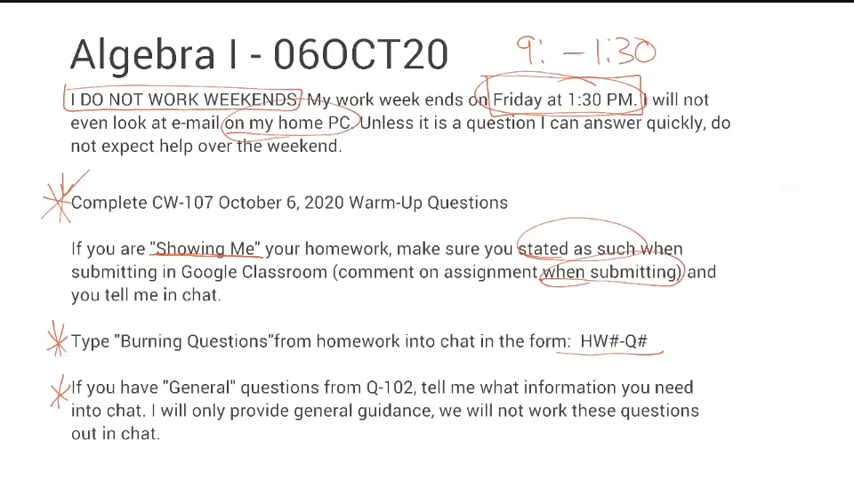 Algebra I - 06OCT20 9: - 1:30
I DO NOT WORK WEEKENDS. My work week ends on Friday at 1:30 PM. I will not
even look at e-mail on my home PC. Unless it is a question I can answer quickly, do
not expect help over the weekend.
Complete CW-107 October 6, 2020 Warm-Up Questions
If you are "Showing Me" your homework, make sure you stated as such when
submitting in Google Classroom (comment on assignment when submitting) and
you tell me in chat.
Type "Burning Questions"from homework into chat in the form: HW#-Q#
If you have "General" questions from Q-102, tell me what information you need
into chat. I will only provide general guidance, we will not work these questions
out in chat.